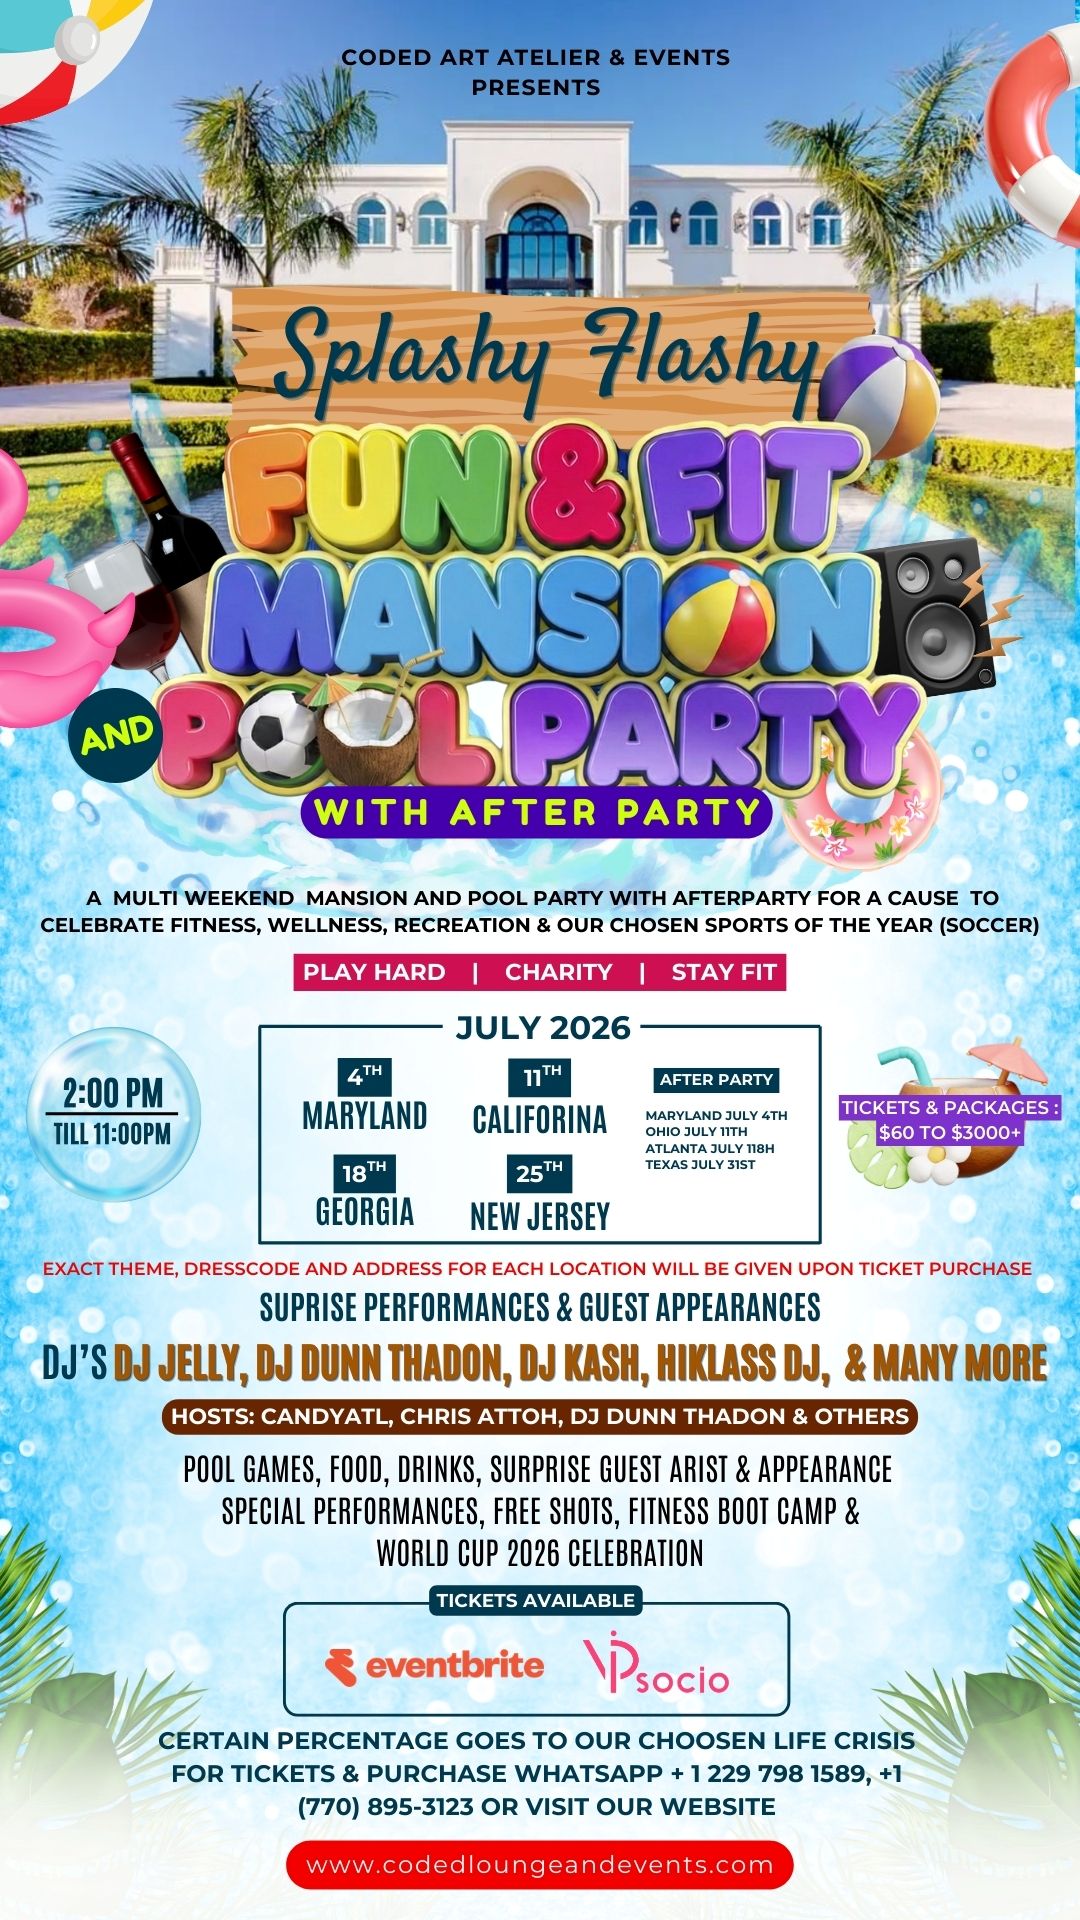 CODED ART ATELIER & EVENTS
PRESENTS
Splashy Flashy
FUN & FIT
MANSION
AND
POOL PARTY
WITH AFTER PARTY
A MULTI WEEKEND MANSION AND POOL PARTY WITH AFTERPARTY FOR A CAUSE TO
CELEBRATE FITNESS, WELLNESS, RECREATION & OUR CHOSEN SPORTS OF THE YEAR (SOCCER)
PLAY HARD | CHARITY | STAY FIT
2:00 PM
TILL 11:00PM
JULY 2026
4TH
MARYLAND
11TH
CALIFORINA
18TH
GEORGIA
25TH
NEW JERSEY
AFTER PARTY
MARYLAND JULY 4TH
OHIO JULY 11TH
ATLANTA JULY 118H
TEXAS JULY 31ST
TICKETS & PACKAGES :
$60 TO $3000+
EXACT THEME, DRESSCODE AND ADDRESS FOR EACH LOCATION WILL BE GIVEN UPON TICKET PURCHASE
SUPRISE PERFORMANCES & GUEST APPEARANCES
DJ'S DJ JELLY, DJ DUNN THADON, DJ KASH, HIKLASS DJ, & MANY MORE
HOSTS: CANDYATL, CHRIS ATTOH, DJ DUNN THADON & OTHERS
POOL GAMES, FOOD, DRINKS, SURPRISE GUEST ARIST & APPEARANCE
SPECIAL PERFORMANCES, FREE SHOTS, FITNESS BOOT CAMP &
WORLD CUP 2026 CELEBRATION
TICKETS AVAILABLE
eventbrite
VIPsocio
CERTAIN PERCENTAGE GOES TO OUR CHOOSEN LIFE CRISIS
FOR TICKETS & PURCHASE WHATSAPP + 1 229 798 1589, +1
(770) 895-3123 OR VISIT OUR WEBSITE
www.codedloungeandevents.com